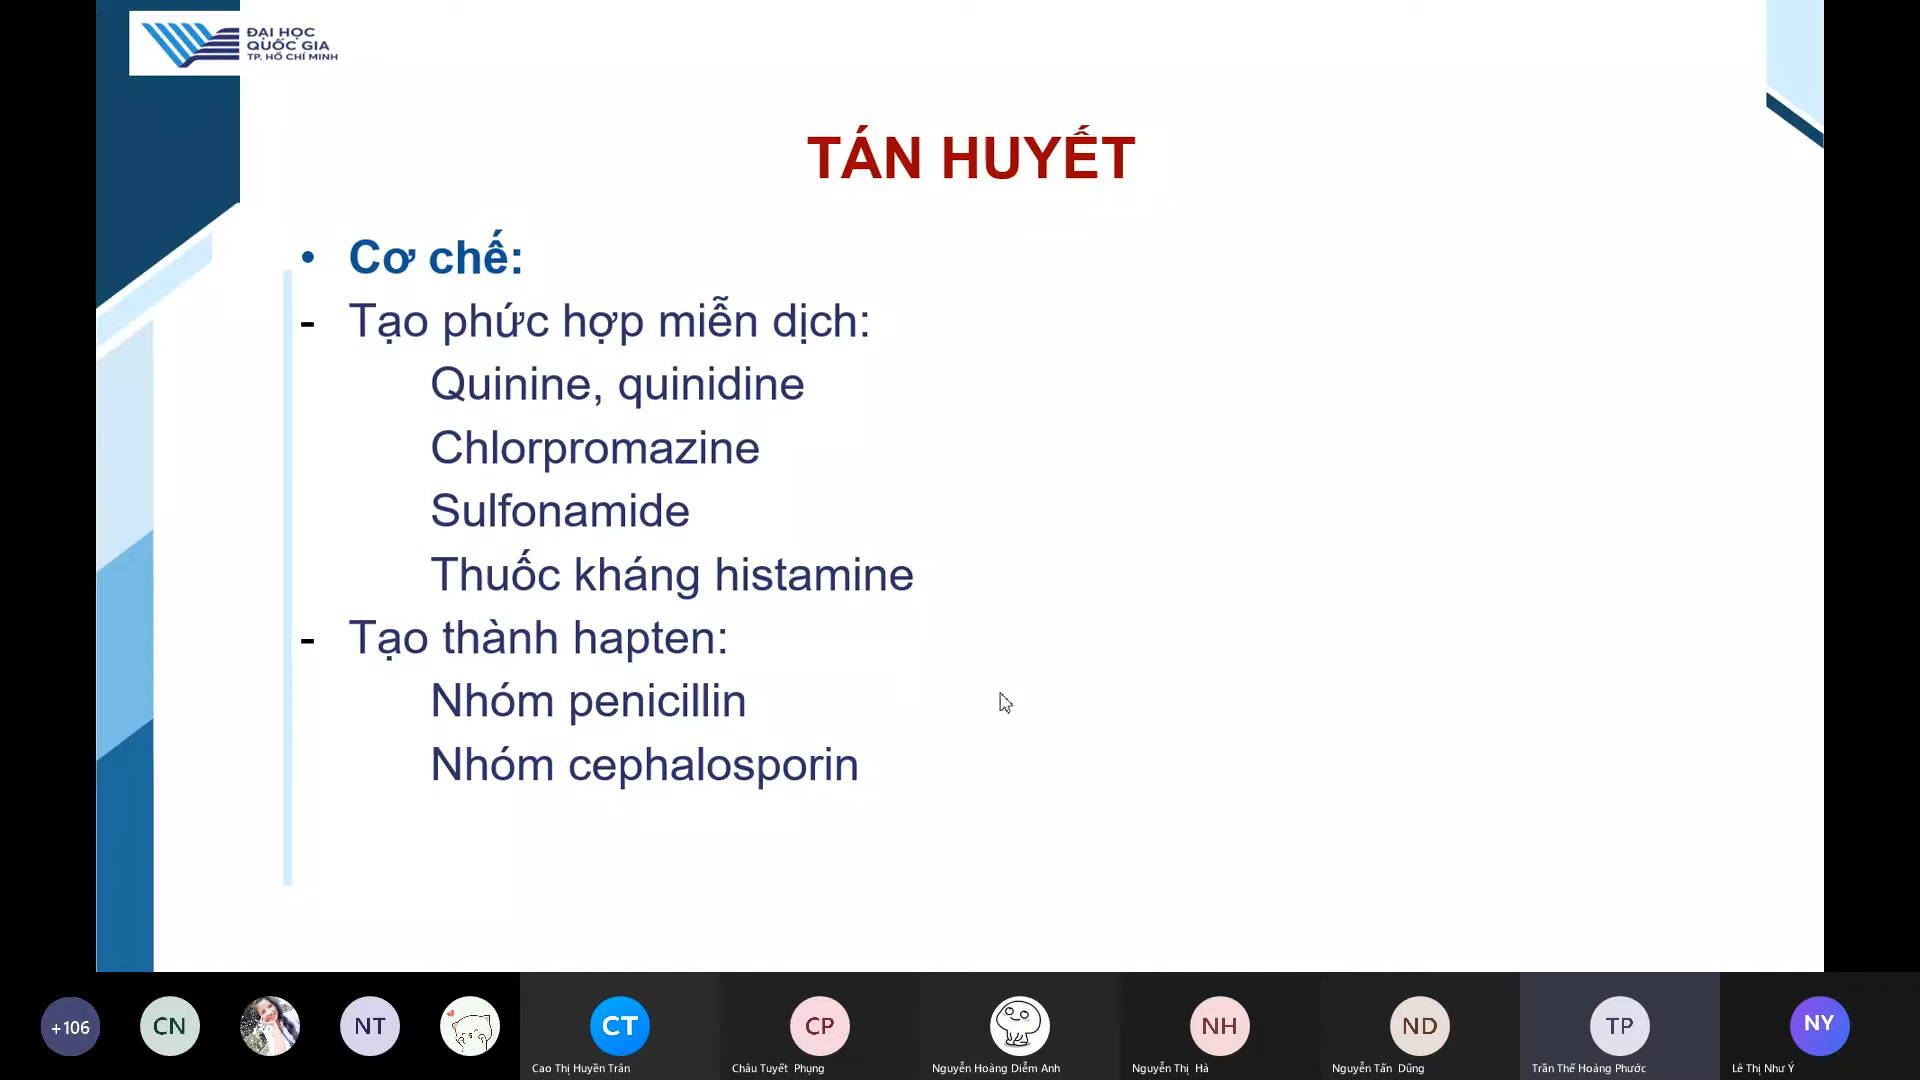 ĐẠI HỌC
QUỐC GIA
TP. HỒ CHÍ MINH
TÁN HUYẾT
• Cơ chế:
- Tạo phức hợp miễn dịch:
Quinine, quinidine
Chlorpromazine
Sulfonamide
Thuốc kháng histamine
- Tạo thành hapten:
Nhóm penicillin
Nhóm cephalosporin
+106
CN
NT
CT
CP
NH
ND
TP
NY
Cao Thị Huyền Trân
Châu Tuyết Phụng
Nguyễn Hoàng Diễm Anh
Nguyễn Thị Hà
Nguyễn Tấn Dũng
Trần Thế Hoàng Phước
Lê Thị Như Ý